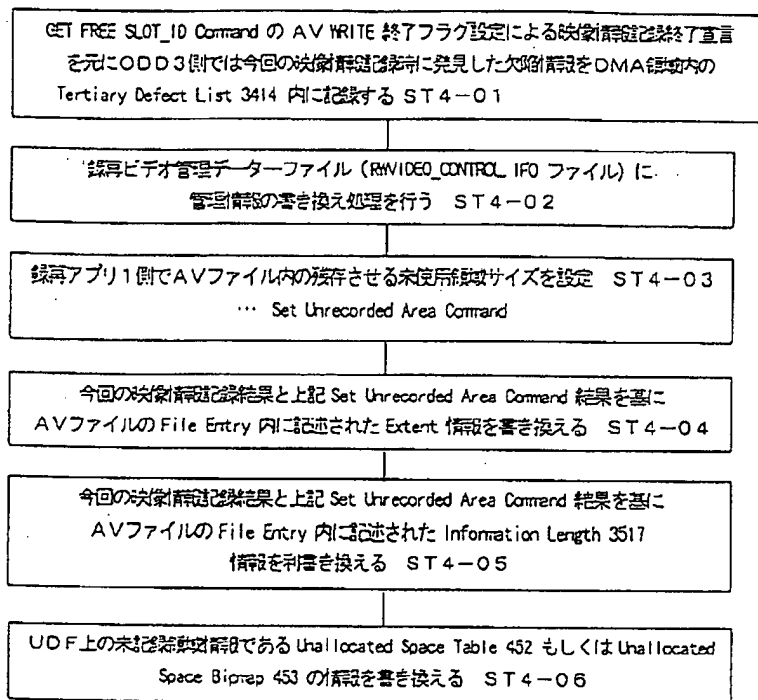 GET FREE SLOT_ID Command の AV WRITE 終了フラグ設定による映像情報記録終了宣言
を元にODD3側では今回の映像情報記録時に発見した欠陥情報をDMA領域内の
Tertiary Defect List 3414 内に記録する ST4-01
録再ビデオ管理データーファイル (RWVIDEO_CONTROL.IFO ファイル) に
管理情報の書き換え処理を行う ST4-02
録再アプリ1側でAVファイル内の残存させる未使用領域サイズを設定 ST4-03
… Set Unrecorded Area Command
今回の映像情報記録結果と上記 Set Unrecorded Area Command 結果を基に
AVファイルの File Entry 内に記述された Extent 情報を書き換える ST4-04
今回の映像情報記録結果と上記 Set Unrecorded Area Command 結果を基に
AVファイルの File Entry 内に記述された Information Length 3517
情報を利書き換える ST4-05
UDF上の未記録情報である Unallocated Space Table 452 もしくは Unallocated
Space Bitmap 453 の情報を書き換える ST4-06